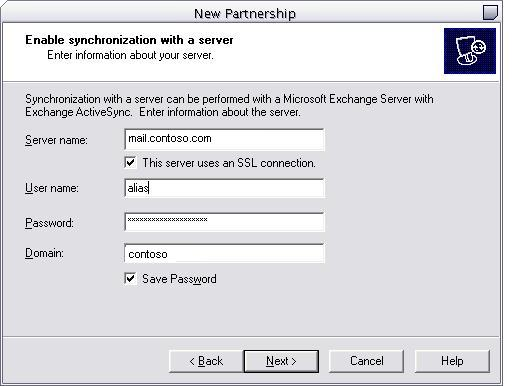 New Partnership
Enable synchronization with a server
Enter information about your server.
Synchronization with a server can be performed with a Microsoft Exchange Server with
Exchange ActiveSync. Enter information about the server.
Server name: mail.contoso.com
This server uses an SSL connection.
User name: alias
Password: ********************
Domain: contoso
Save Password
< Back Next > Cancel Help